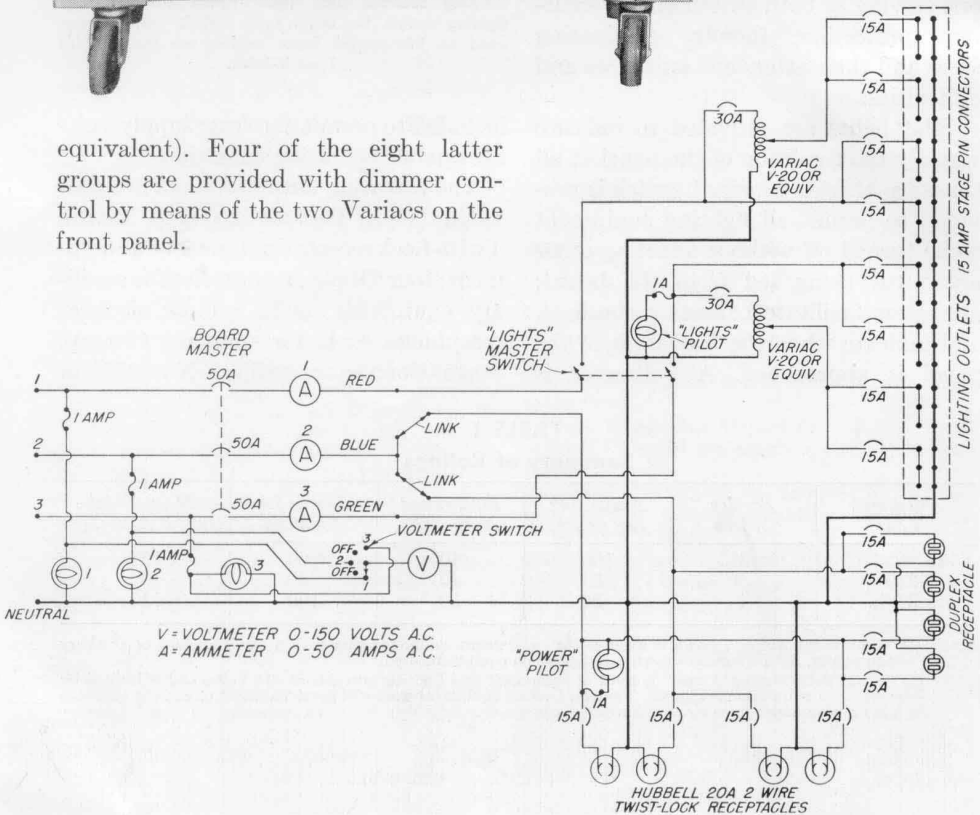 equivalent). Four of the eight latter
groups are provided with dimmer con-
trol by means of the two Variacs on the
front panel.
15A
15A
15A
15A
15A
15A
15A
15A
15 AMP STAGE PIN CONNECTORS
LIGHTING OUTLETS
30A
VARIAC
V-20 OR
EQUIV.
1A
30A
"LIGHTS"
PILOT
VARIAC
V-20 OR
EQUIV.
"LIGHTS"
MASTER
SWITCH
BOARD
MASTER
1
50A
1
A
RED
1 AMP
2
50A
2
A
BLUE
LINK
LINK
1 AMP
3
50A
3
A
GREEN
VOLTMETER SWITCH
1 AMP
OFF
3
2
OFF
1
V
1
2
3
NEUTRAL
V = VOLTMETER 0-150 VOLTS A.C.
A = AMMETER 0-50 AMPS A.C.
"POWER"
PILOT
1A
15A
15A
15A
15A
15A
15A
15A
15A
DUPLEX
RECEPTACLE
HUBBELL 20A 2 WIRE
TWIST-LOCK RECEPTACLES